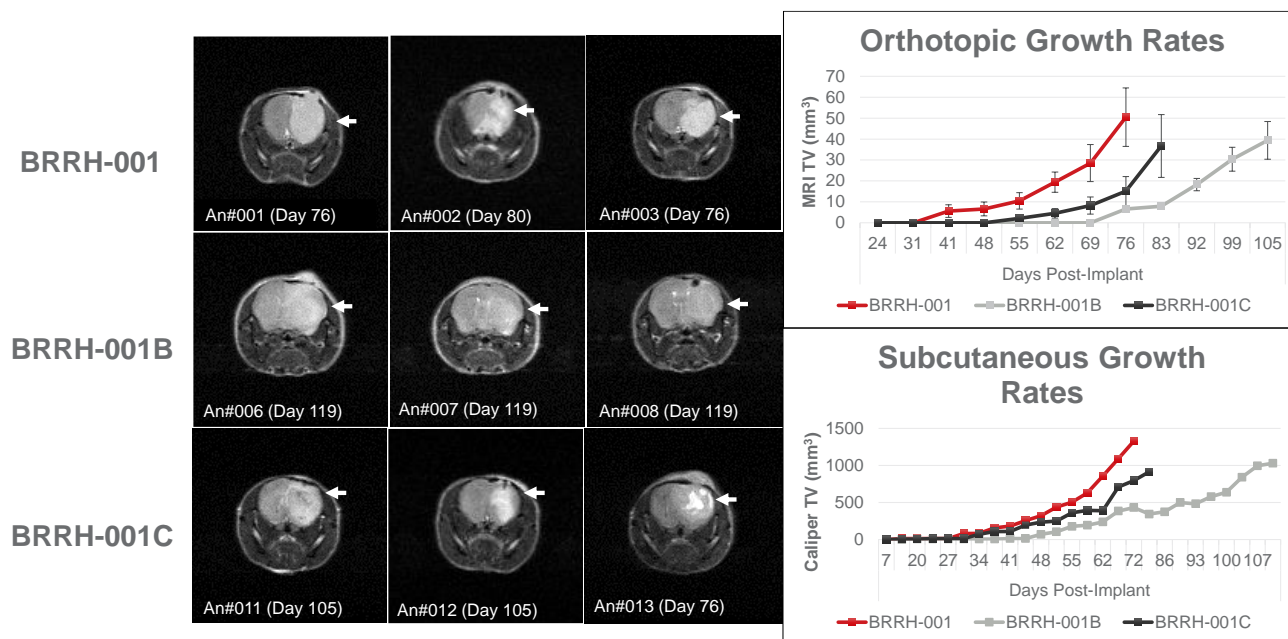 BRRH-001
An#001 (Day 76)
An#002 (Day 80)
An#003 (Day 76)
BRRH-001B
An#006 (Day 119)
An#007 (Day 119)
An#008 (Day 119)
BRRH-001C
An#011 (Day 105)
An#012 (Day 105)
An#013 (Day 76)
Orthotopic Growth Rates
MRI TV (mm³)
70
60
50
40
30
20
10
0
24 31 41 48 55 62 69 76 83 92 99 105
Days Post-Implant
BRRH-001 BRRH-001B BRRH-001C
Subcutaneous Growth
Rates
Caliper TV (mm³)
1500
1000
500
0
7 20 27 34 41 48 55 62 72 86 93 100 107
Days Post-Implant
BRRH-001 BRRH-001B BRRH-001C